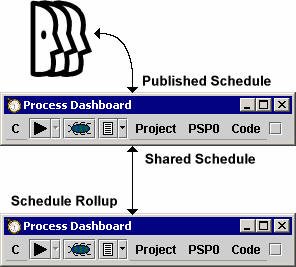 Published Schedule
Process Dashboard
C Project PSP0 Code
Shared Schedule
Schedule Rollup
Process Dashboard
C Project PSP0 Code